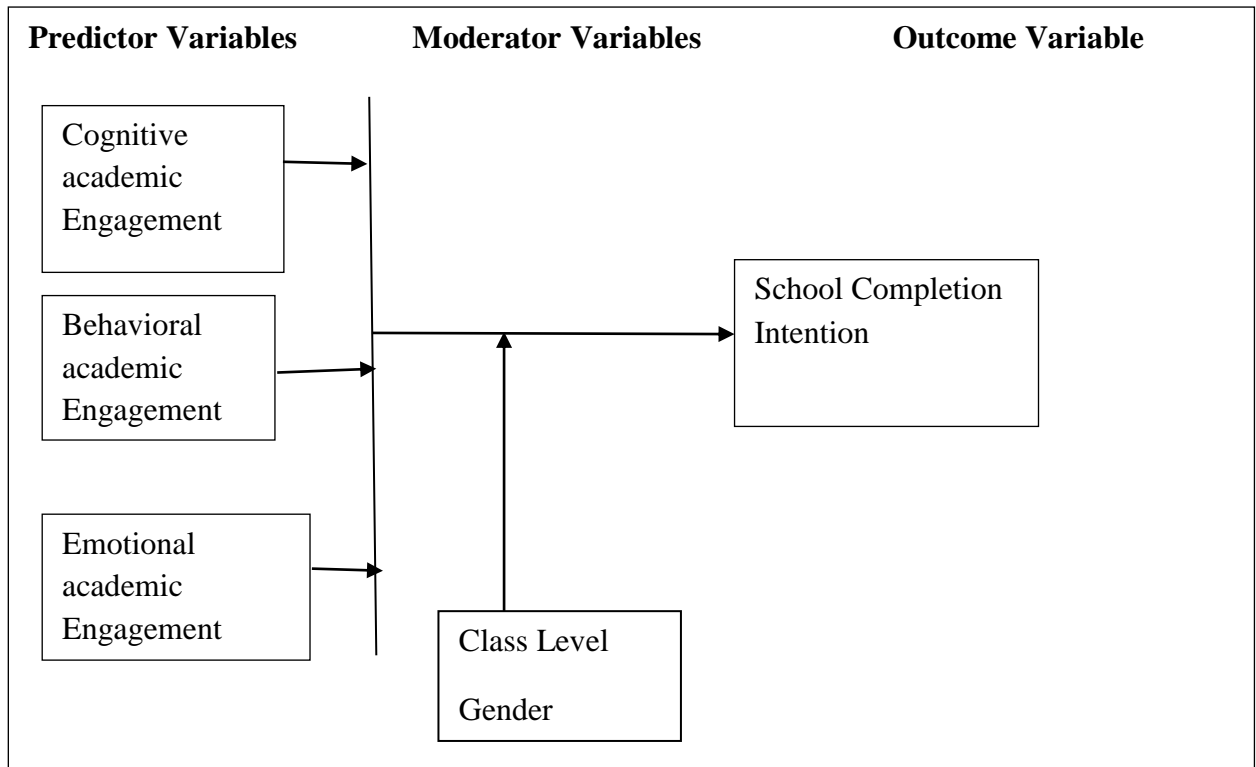 Predictor Variables Moderator Variables Outcome Variable
Cognitive
academic
Engagement
Behavioral
academic
Engagement
Emotional
academic
Engagement
Class Level
Gender
School Completion
Intention